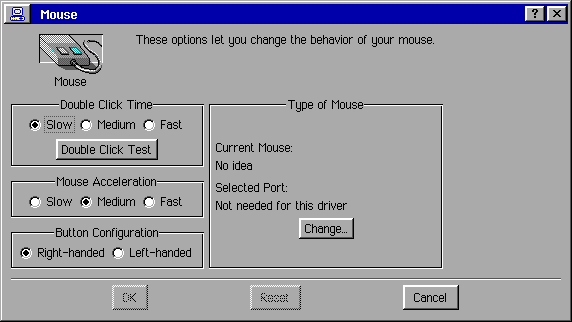 Mouse
?
These options let you change the behavior of your mouse.
Mouse
Double Click Time
Slow Medium Fast
Double Click Test
Mouse Acceleration
Slow Medium Fast
Button Configuration
Right-handed Left-handed
Type of Mouse
Current Mouse:
No idea
Selected Port:
Not needed for this driver
Change...
OK Reset Cancel